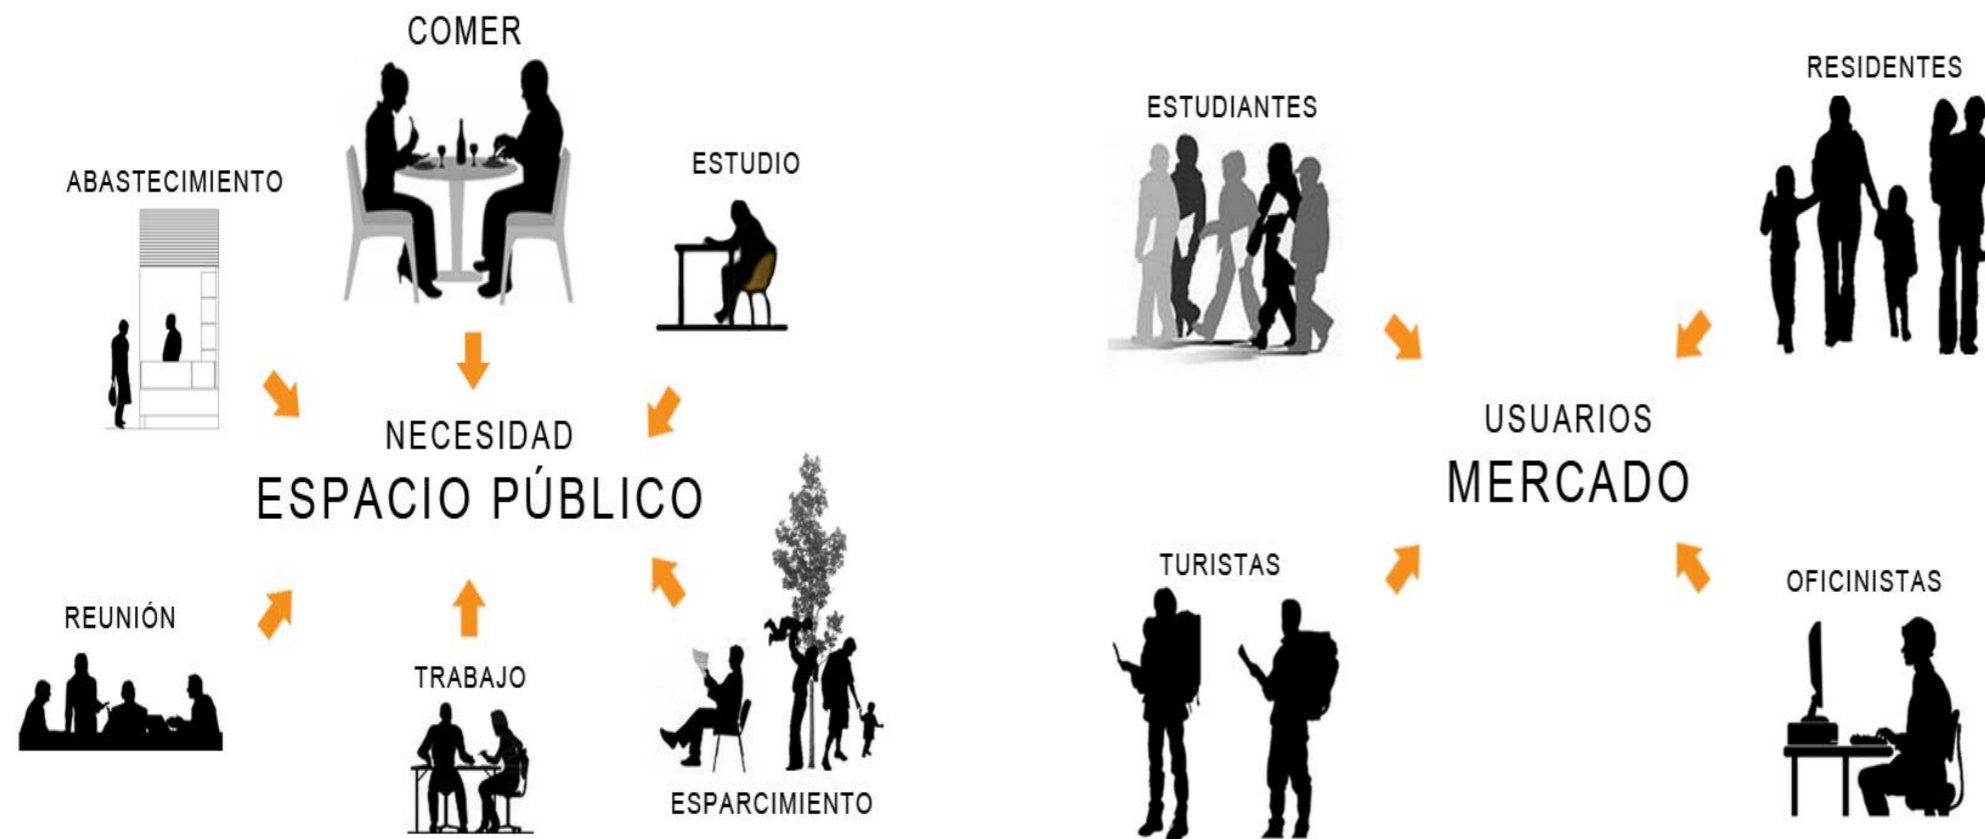 COMER
ABASTECIMIENTO
ESTUDIO
NECESIDAD
ESPACIO PÚBLICO
REUNIÓN
TRABAJO
ESPARCIMIENTO
ESTUDIANTES
RESIDENTES
USUARIOS
MERCADO
TURISTAS
OFICINISTAS